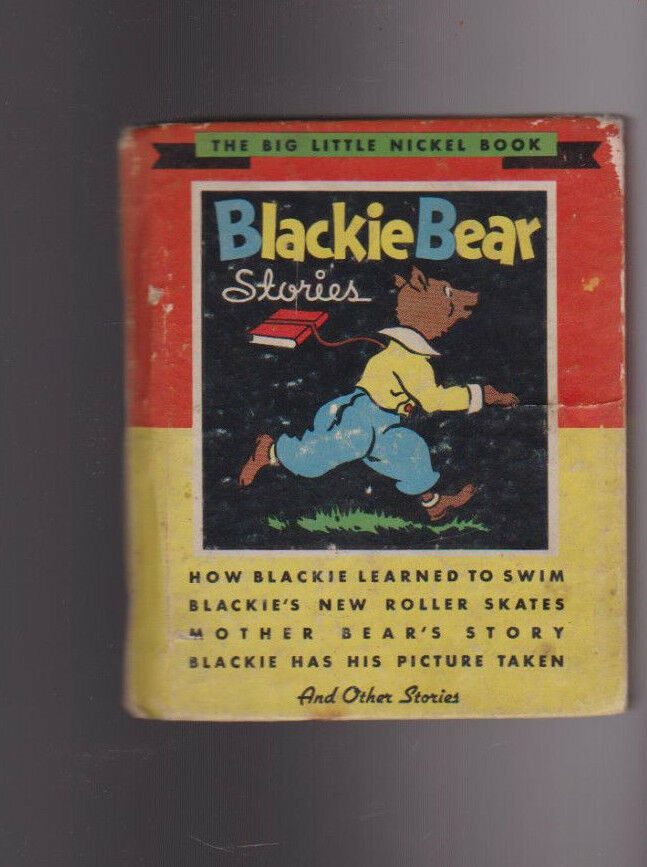 THE BIG LITTLE NICKEL BOOK
Blackie Bear
Stories
HOW BLACKIE LEARNED TO SWIM
BLACKIE'S NEW ROLLER SKATES
MOTHER BEAR'S STORY
BLACKIE HAS HIS PICTURE TAKEN
And Other Stories